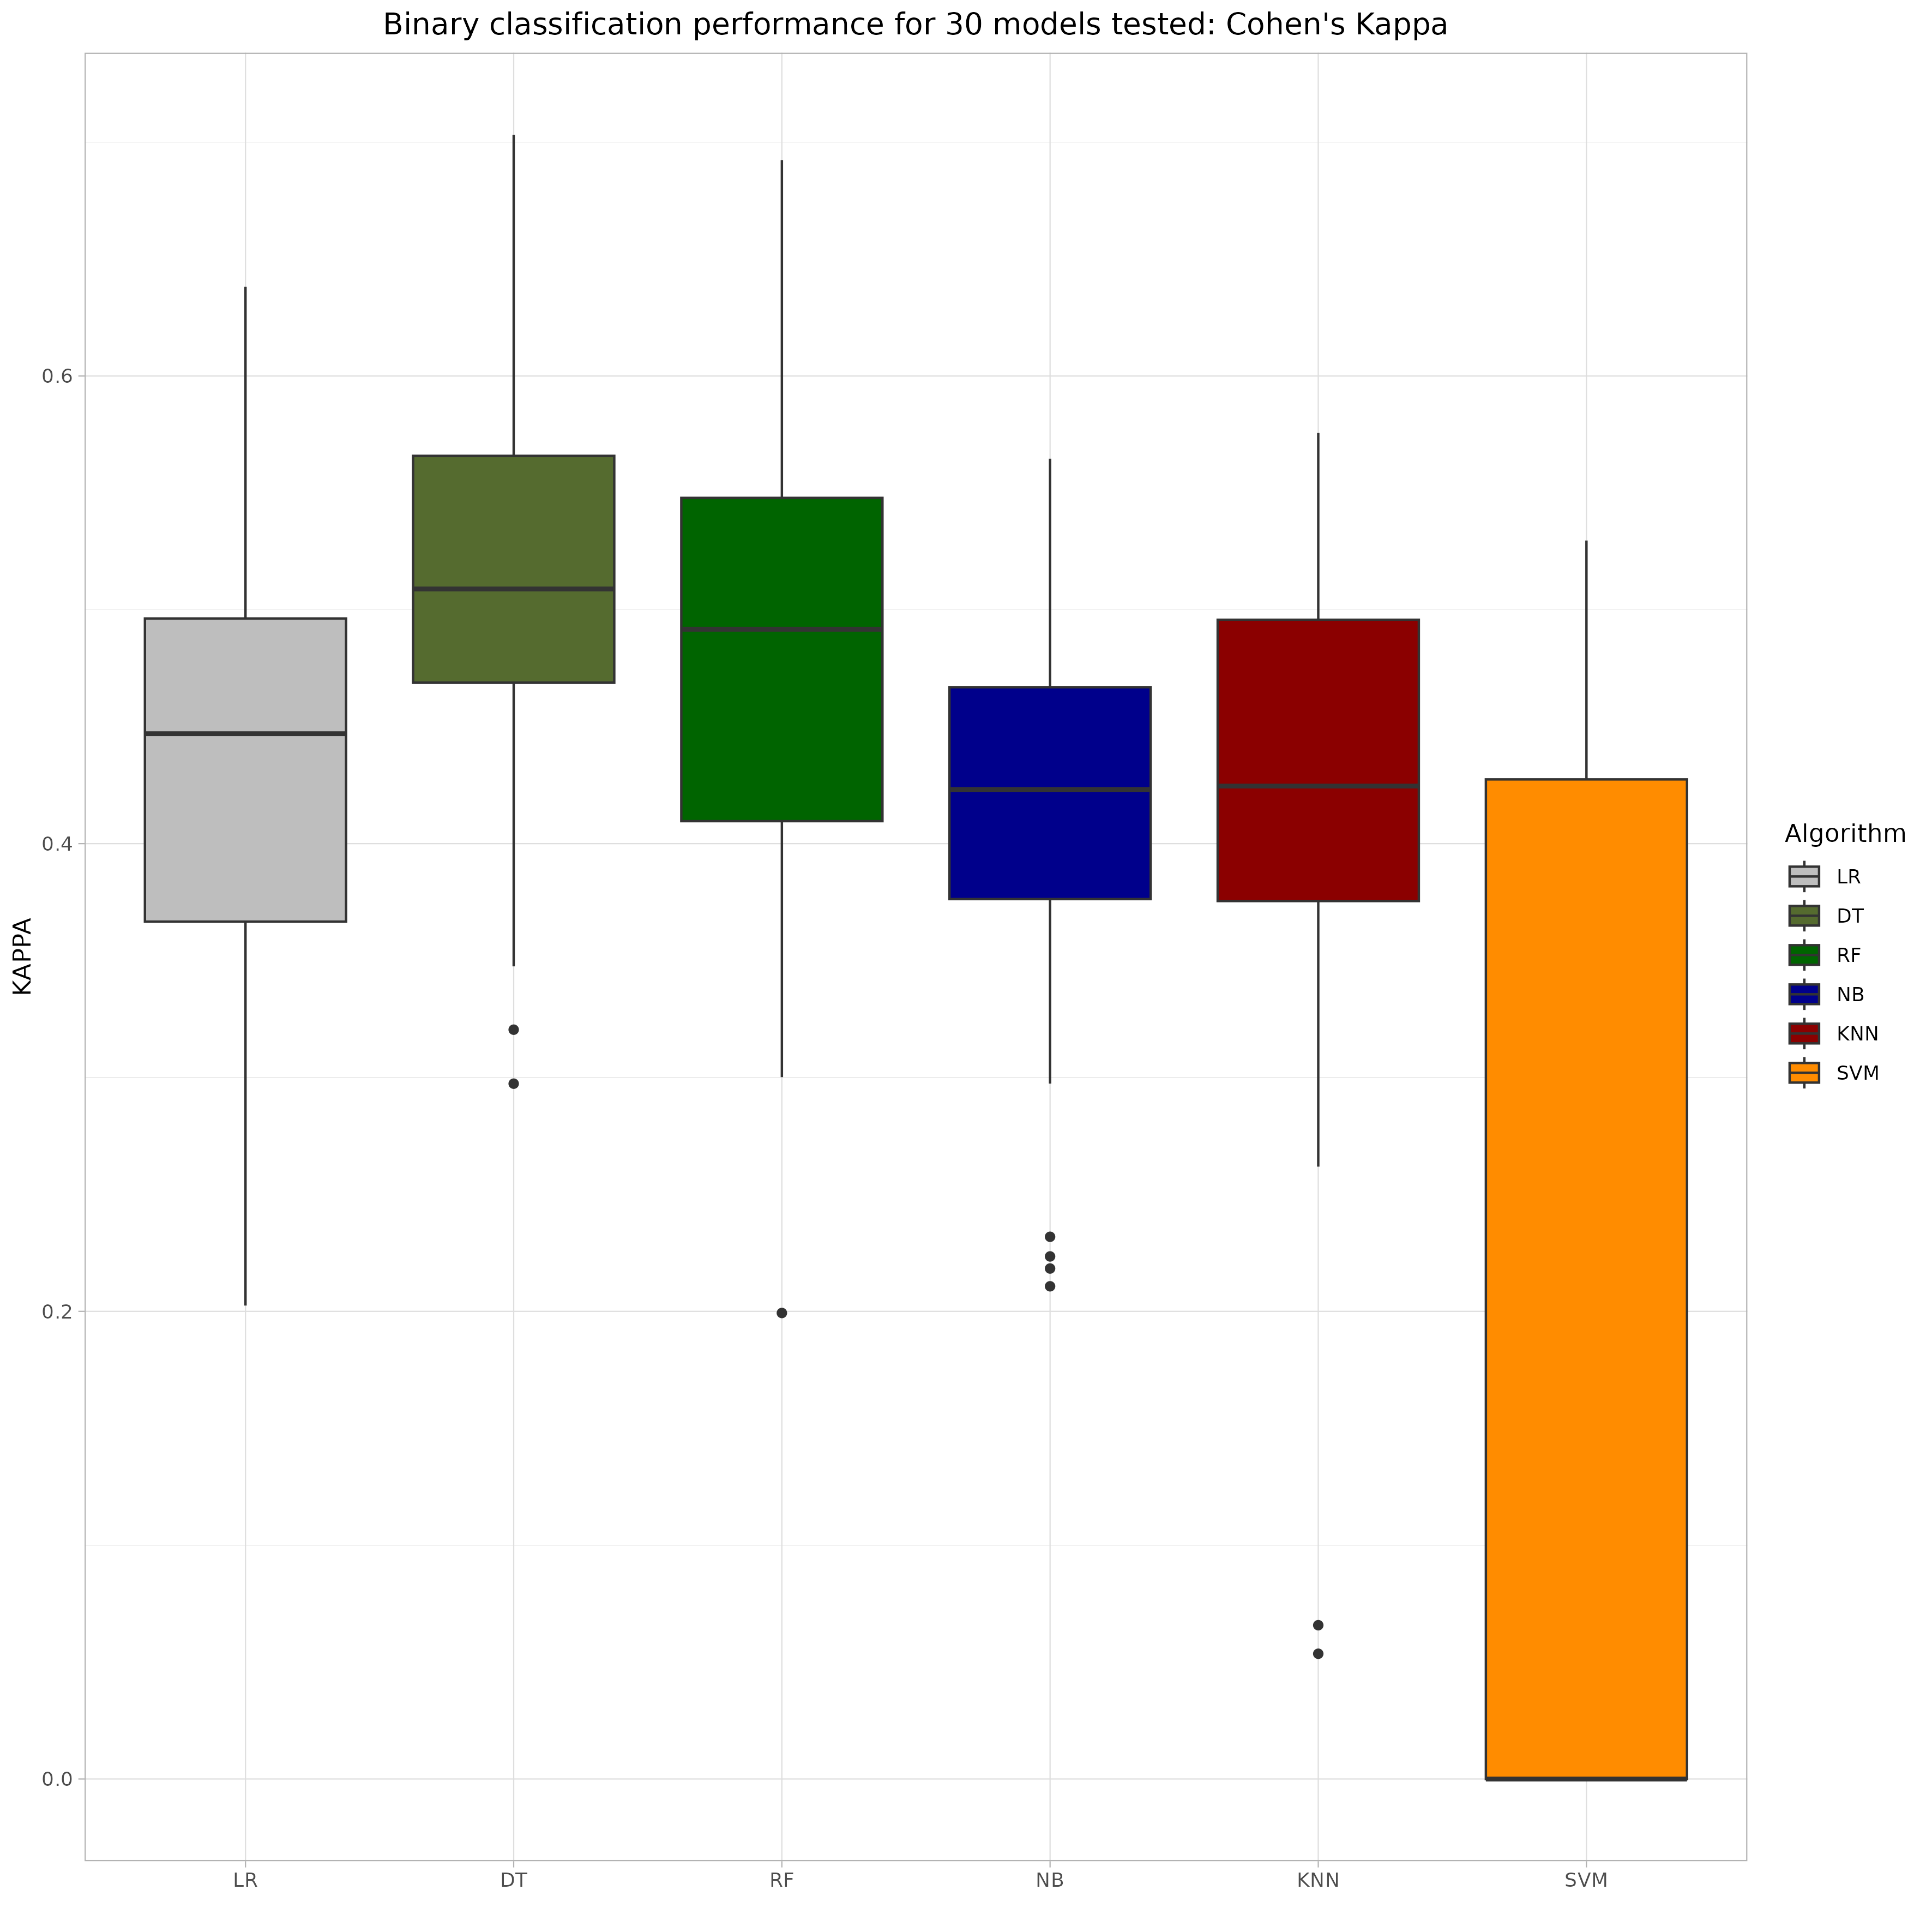 Binary classification performance for 30 models tested: Cohen's Kappa
KAPPA
0.6
0.4
0.2
0.0
LR DT RF NB KNN SVM
Algorithm
LR
DT
RF
NB
KNN
SVM